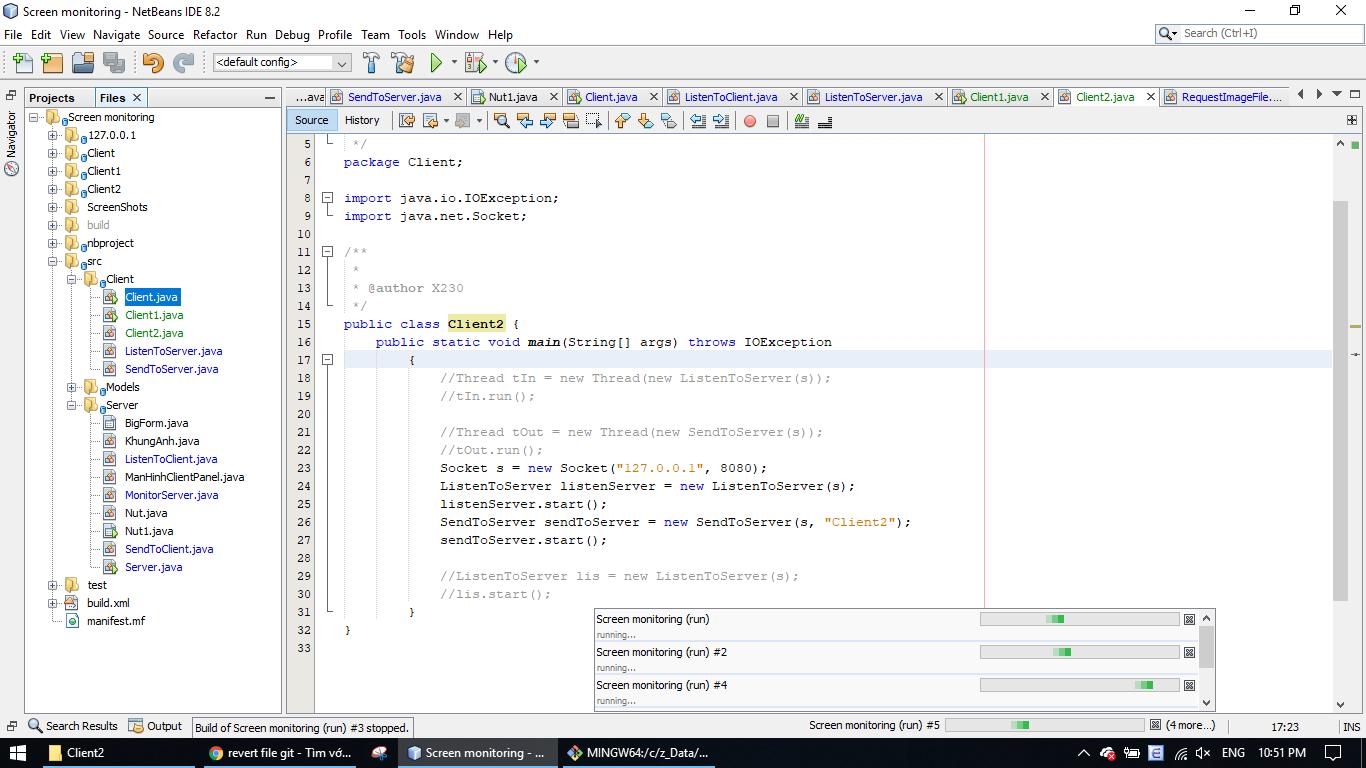 Screen monitoring - NetBeans IDE 8.2
File Edit View Navigate Source Refactor Run Debug Profile Team Tools Window Help
Search (Ctrl+I)
<default config>
Projects
Files
...ava
SendToServer.java
Nut1.java
Client.java
ListenToClient.java
ListenToServer.java
Client1.java
Client2.java
RequestImageFile....
Navigator
Source
History
Screen monitoring
127.0.0.1
Client
Client1
Client2
ScreenShots
build
nbproject
src
Client
Client.java
Client1.java
Client2.java
ListenToServer.java
SendToServer.java
Models
Server
BigForm.java
KhungAnh.java
ListenToClient.java
ManHinhClientPanel.java
MonitorServer.java
Nut.java
Nut1.java
SendToClient.java
Server.java
test
build.xml
manifest.mf
5 */
6 package Client;
7
8 import java.io.IOException;
9 import java.net.Socket;
10
11 /**
12 *
13 * @author X230
14 */
15 public class Client2 {
16 public static void main(String[] args) throws IOException
17 {
18 //Thread tIn = new Thread(new ListenToServer(s));
19 //tIn.run();
20
21 //Thread tOut = new Thread(new SendToServer(s));
22 //tOut.run();
23 Socket s = new Socket("127.0.0.1", 8080);
24 ListenToServer listenServer = new ListenToServer(s);
25 listenServer.start();
26 SendToServer sendToServer = new SendToServer(s, "Client2");
27 sendToServer.start();
28
29 //ListenToServer lis = new ListenToServer(s);
30 //lis.start();
31 }
32 }
33
Screen monitoring (run)
running...
Screen monitoring (run) #2
running...
Screen monitoring (run) #4
running...
Search Results
Output
Build of Screen monitoring (run) #3 stopped.
Screen monitoring (run) #5
(4 more...)
17:23
INS
Client2
revert file git - Tìm vớ...
Screen monitoring - ...
MINGW64:/c/z_Data/...
ENG
10:51 PM